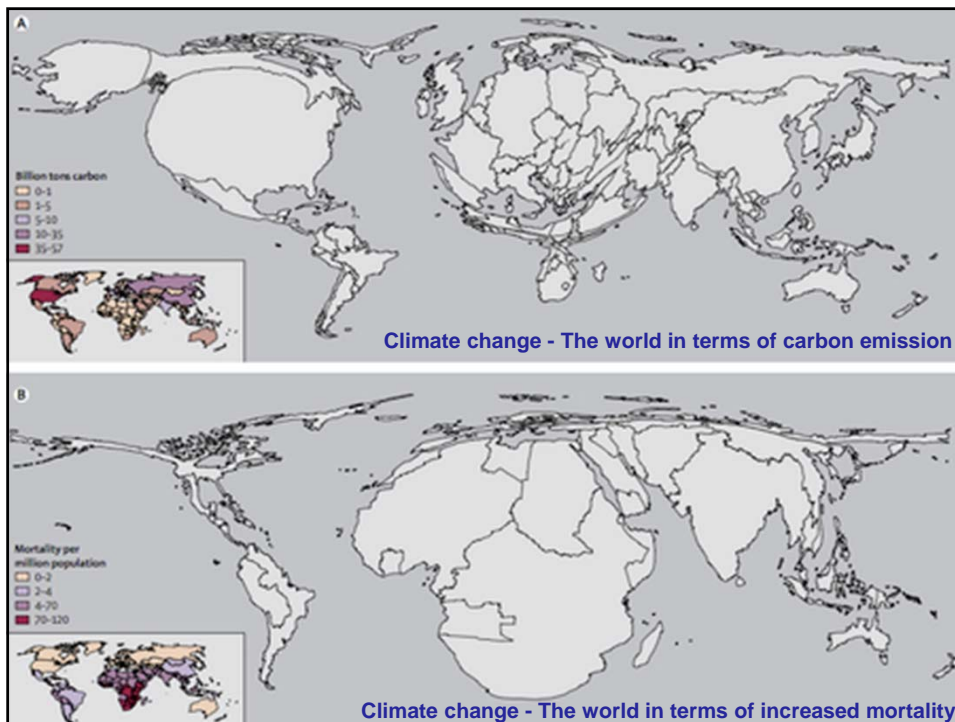 A
Billion tons carbon
0-1
1-5
5-10
10-35
35-57
Climate change - The world in terms of carbon emission
B
Mortality per
million population
0-2
2-4
4-70
70-120
Climate change - The world in terms of increased mortality